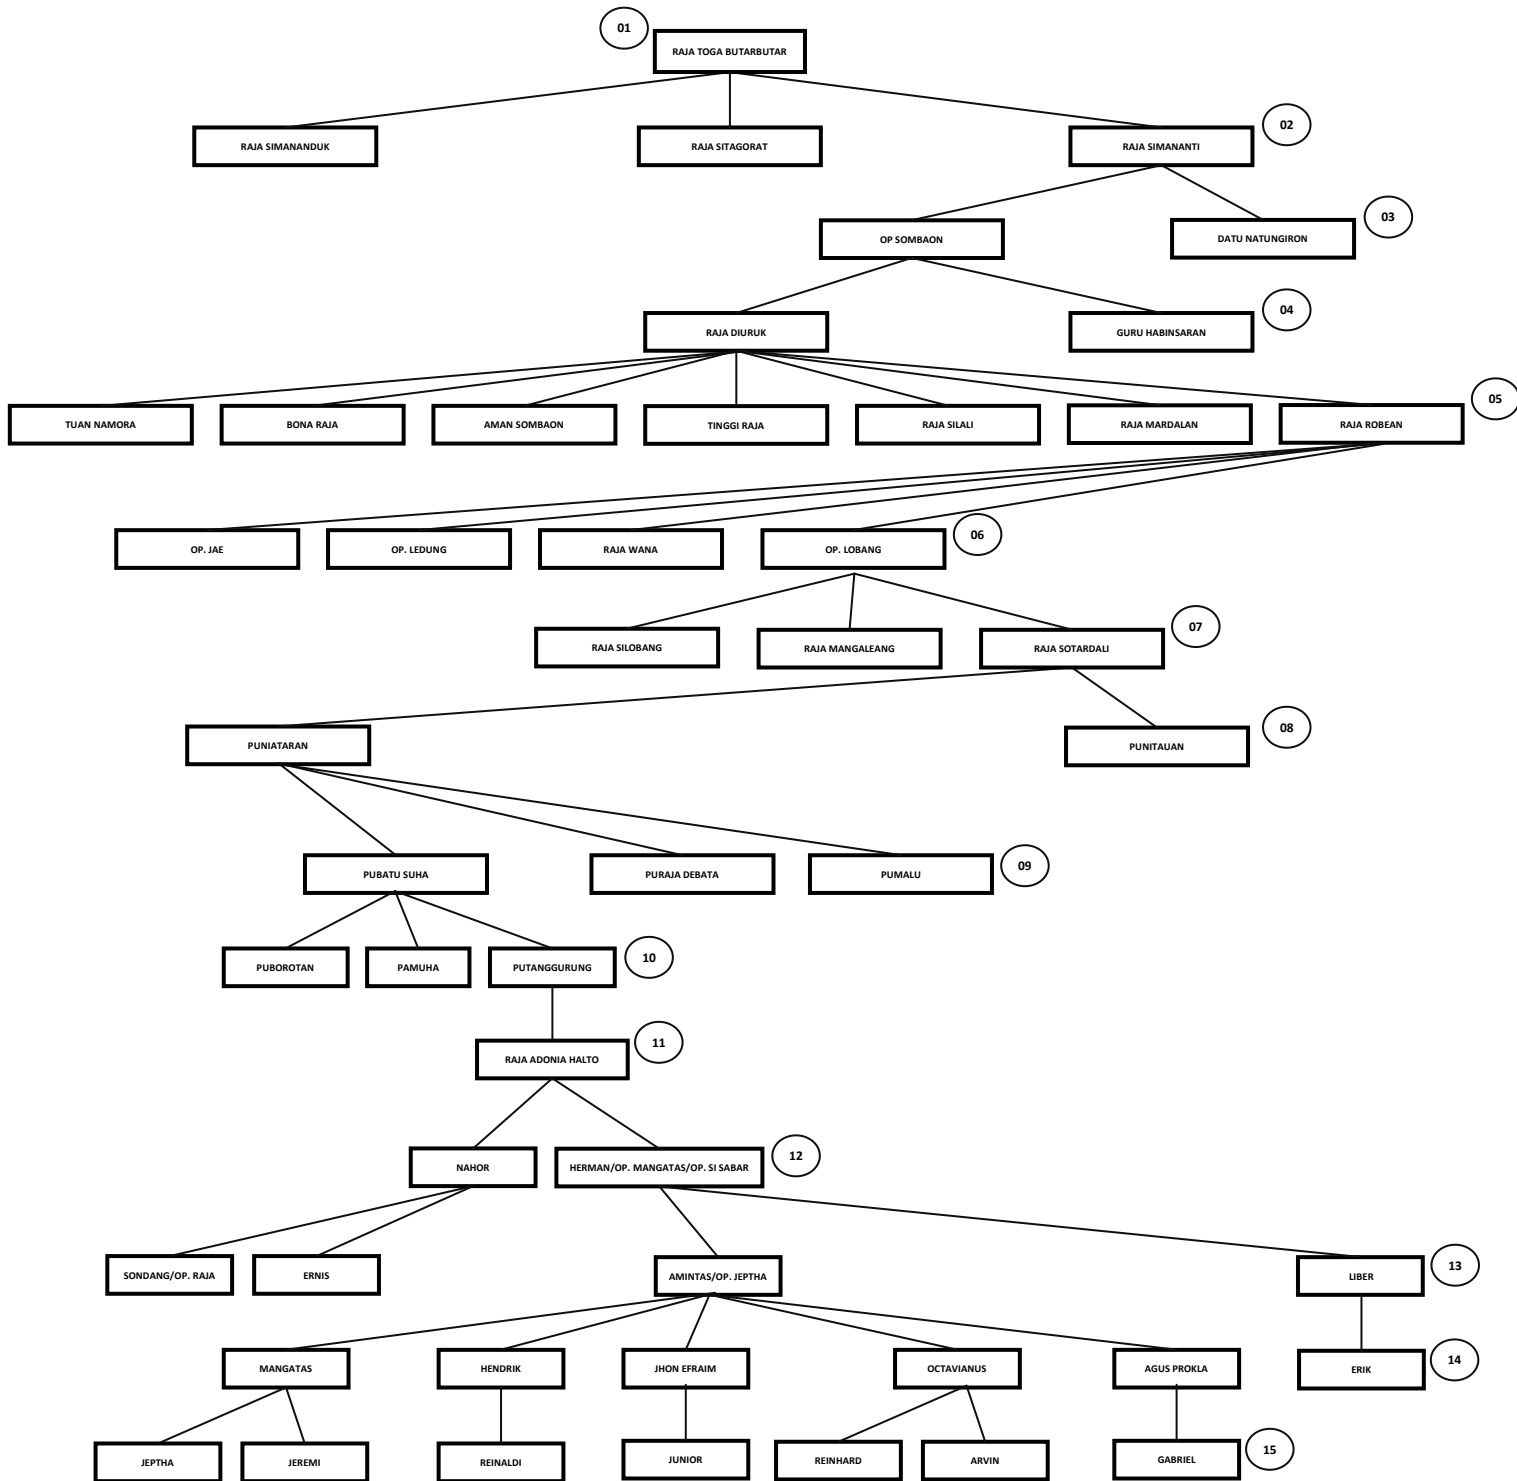 01
RAJA TOGA BUTARBUTAR
02
RAJA SIMANANDUK
RAJA SITAGORAT
RAJA SIMANANTI
03
OP SOMBAON
DATU NATUNGIRON
04
RAJA DIURUK
GURU HABINSARAN
05
TUAN NAMORA
BONA RAJA
AMAN SOMBAON
TINGGI RAJA
RAJA SILALI
RAJA MARDALAN
RAJA ROBEAN
06
OP. JAE
OP. LEDUNG
RAJA WANA
OP. LOBANG
07
RAJA SILOBANG
RAJA MANGALEANG
RAJA SOTARDALI
08
PUNIATARAN
PUNITAUAN
09
PUBATU SUHA
PURAJA DEBATA
PUMALU
10
PUBOROTAN
PAMUHA
PUTANGGURUNG
11
RAJA ADONIA HALTO
12
NAHOR
HERMAN/OP. MANGATAS/OP. SI SABAR
13
SONDANG/OP. RAJA
ERNIS
AMINTAS/OP. JEPTHA
LIBER
14
MANGATAS
HENDRIK
JHON EFRAIM
OCTAVIANUS
AGUS PROKLA
ERIK
15
JEPTHA
JEREMI
REINALDI
JUNIOR
REINHARD
ARVIN
GABRIEL